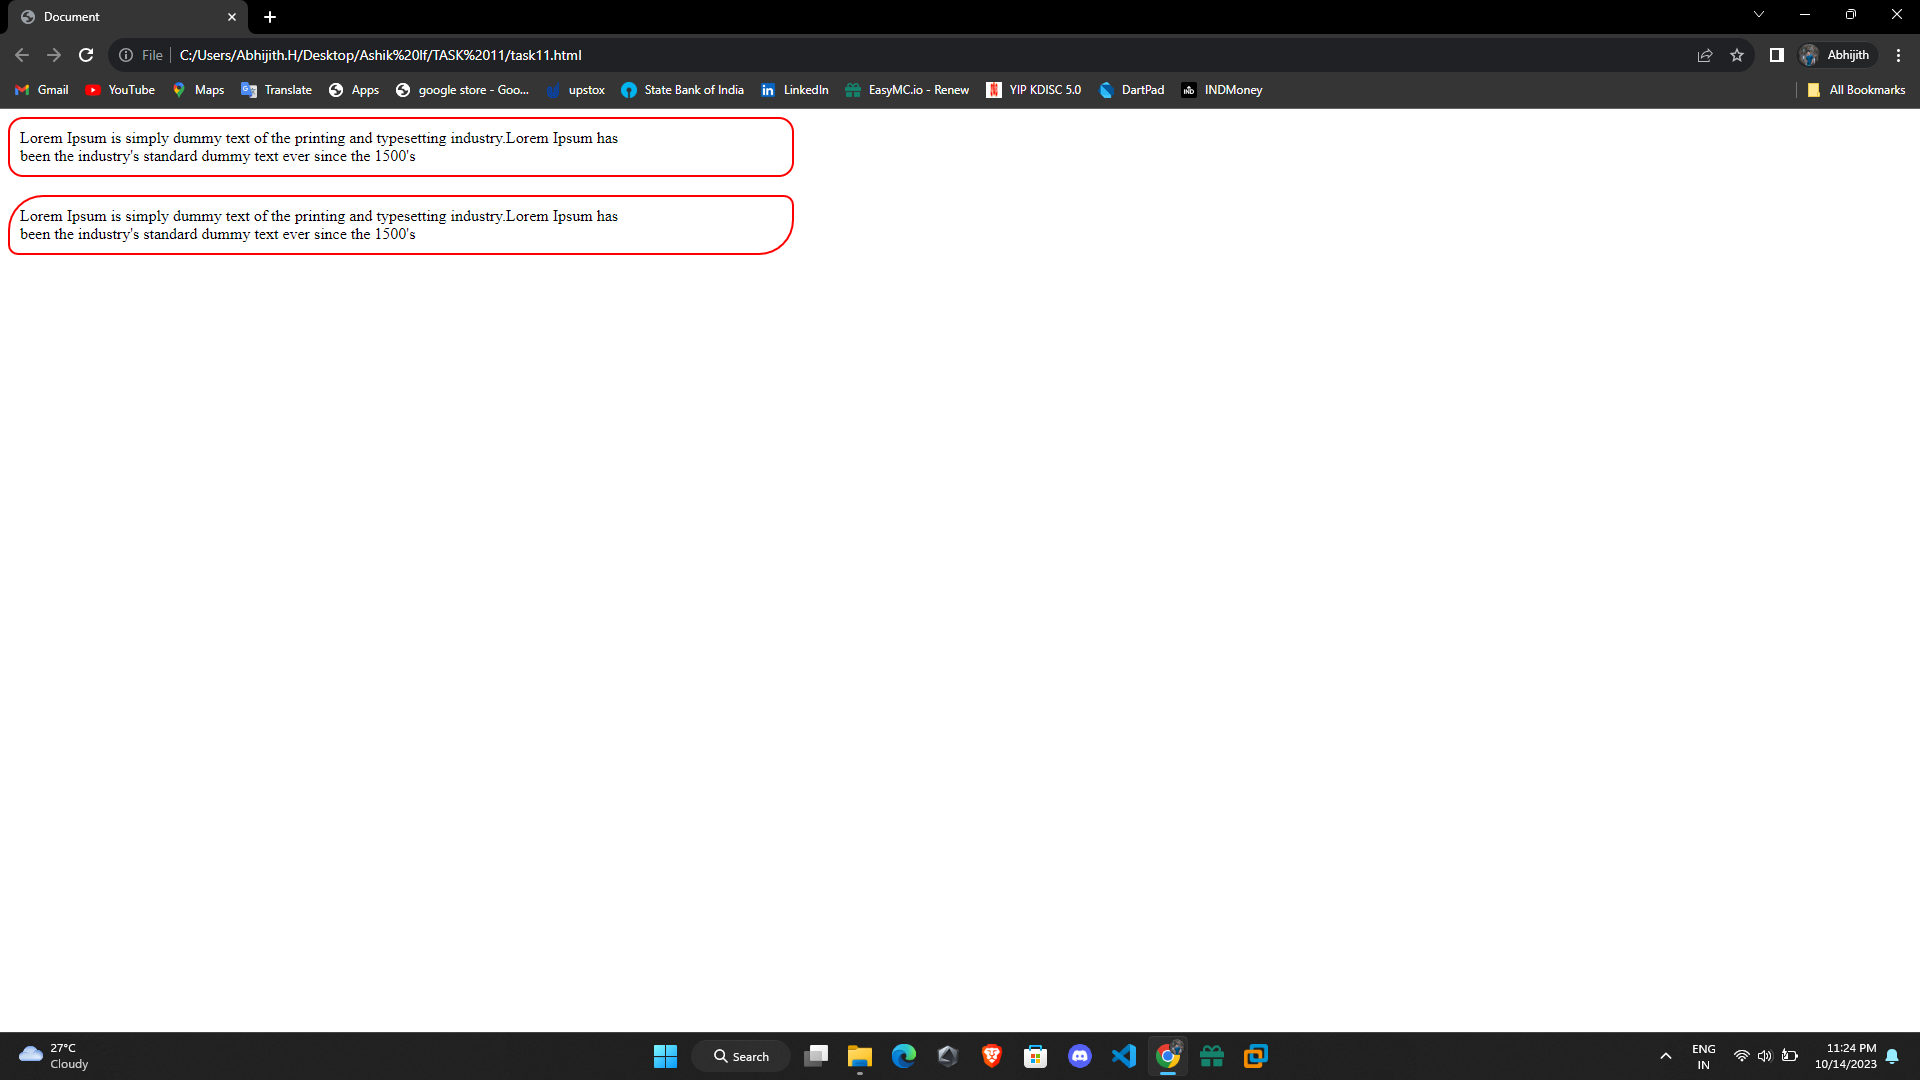 Document
File
C:/Users/Abhijith.H/Desktop/Ashik%20lf/TASK%2011/task11.html
Abhijith
Gmail YouTube Maps Translate Apps google store - Goo... upstox State Bank of India LinkedIn EasyMC.io - Renew YIP KDISC 5.0 DartPad INDMoney All Bookmarks
Lorem Ipsum is simply dummy text of the printing and typesetting industry.Lorem Ipsum has
been the industry's standard dummy text ever since the 1500's
Lorem Ipsum is simply dummy text of the printing and typesetting industry.Lorem Ipsum has
been the industry's standard dummy text ever since the 1500's
27°C
Cloudy
Search
ENG
IN
11:24 PM
10/14/2023